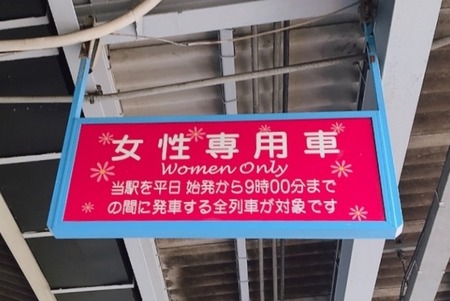 女性専用車
Women Only
当駅を平日 始発から9時00分まで
の間に発車する全列車が対象です